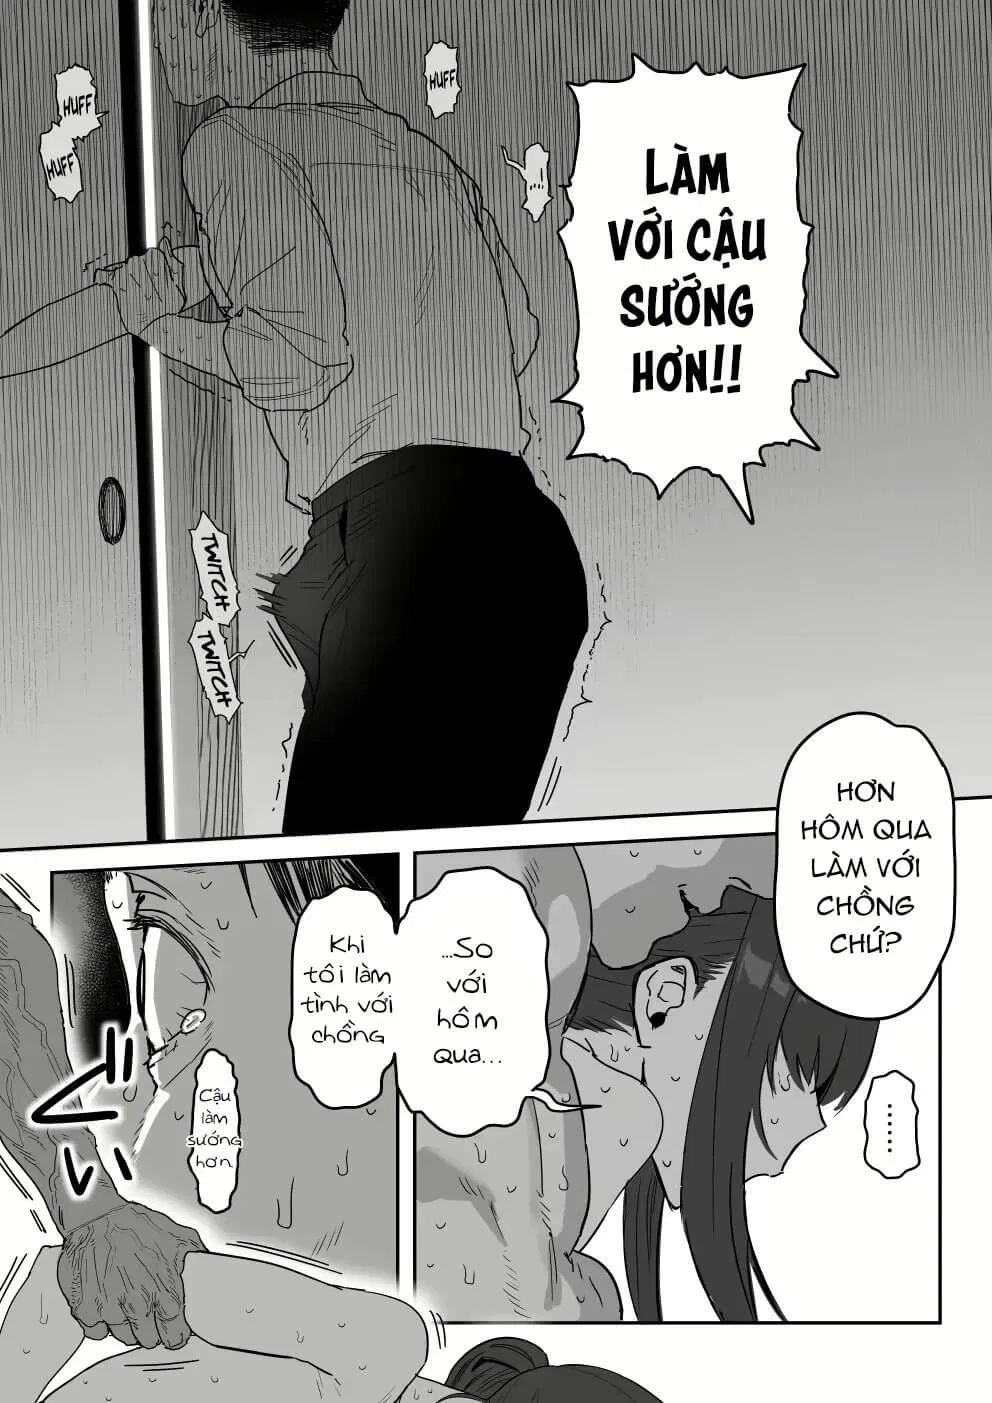 HUFF
HUFF
HUFF
...
LÀM
VỚI CẬU
SƯỚNG
HƠN!!
TWITCH
TWITCH
HƠN
HÔM QUA
LÀM VỚI
CHỒNG
CHỨ?
........
...So
với
hôm
qua...
Khi
tôi làm
tình với
chồng
Cậu
làm
sướng
hơn